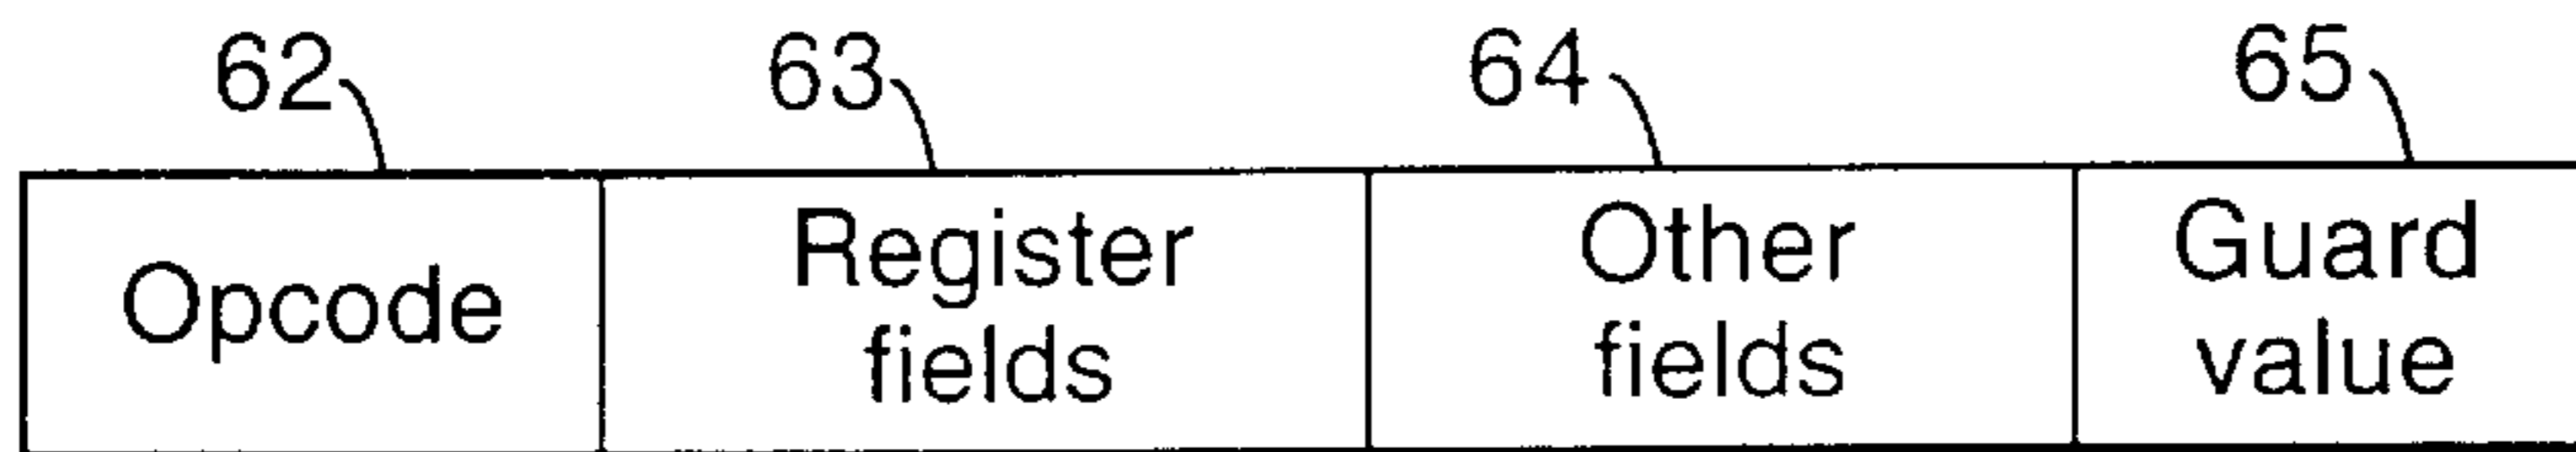 62 63 64 65
Opcode Register fields Other fields Guard value